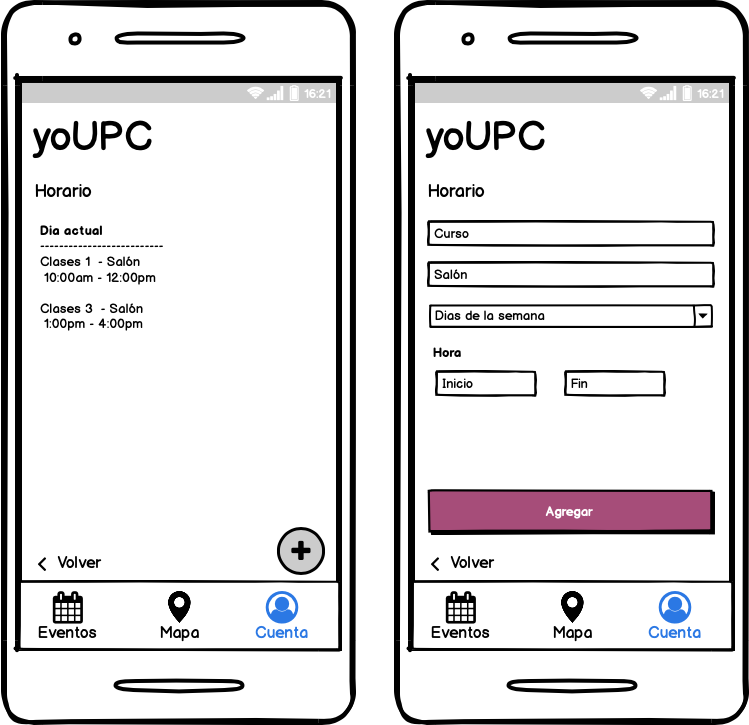 16:21
yoUPC
Horario
Dia actual
--------------------------
Clases 1 - Salón
10:00am - 12:00pm
Clases 3 - Salón
1:00pm - 4:00pm
Volver
Eventos Mapa Cuenta
16:21
yoUPC
Horario
Curso
Salón
Dias de la semana
Hora
Inicio Fin
Agregar
Volver
Eventos Mapa Cuenta